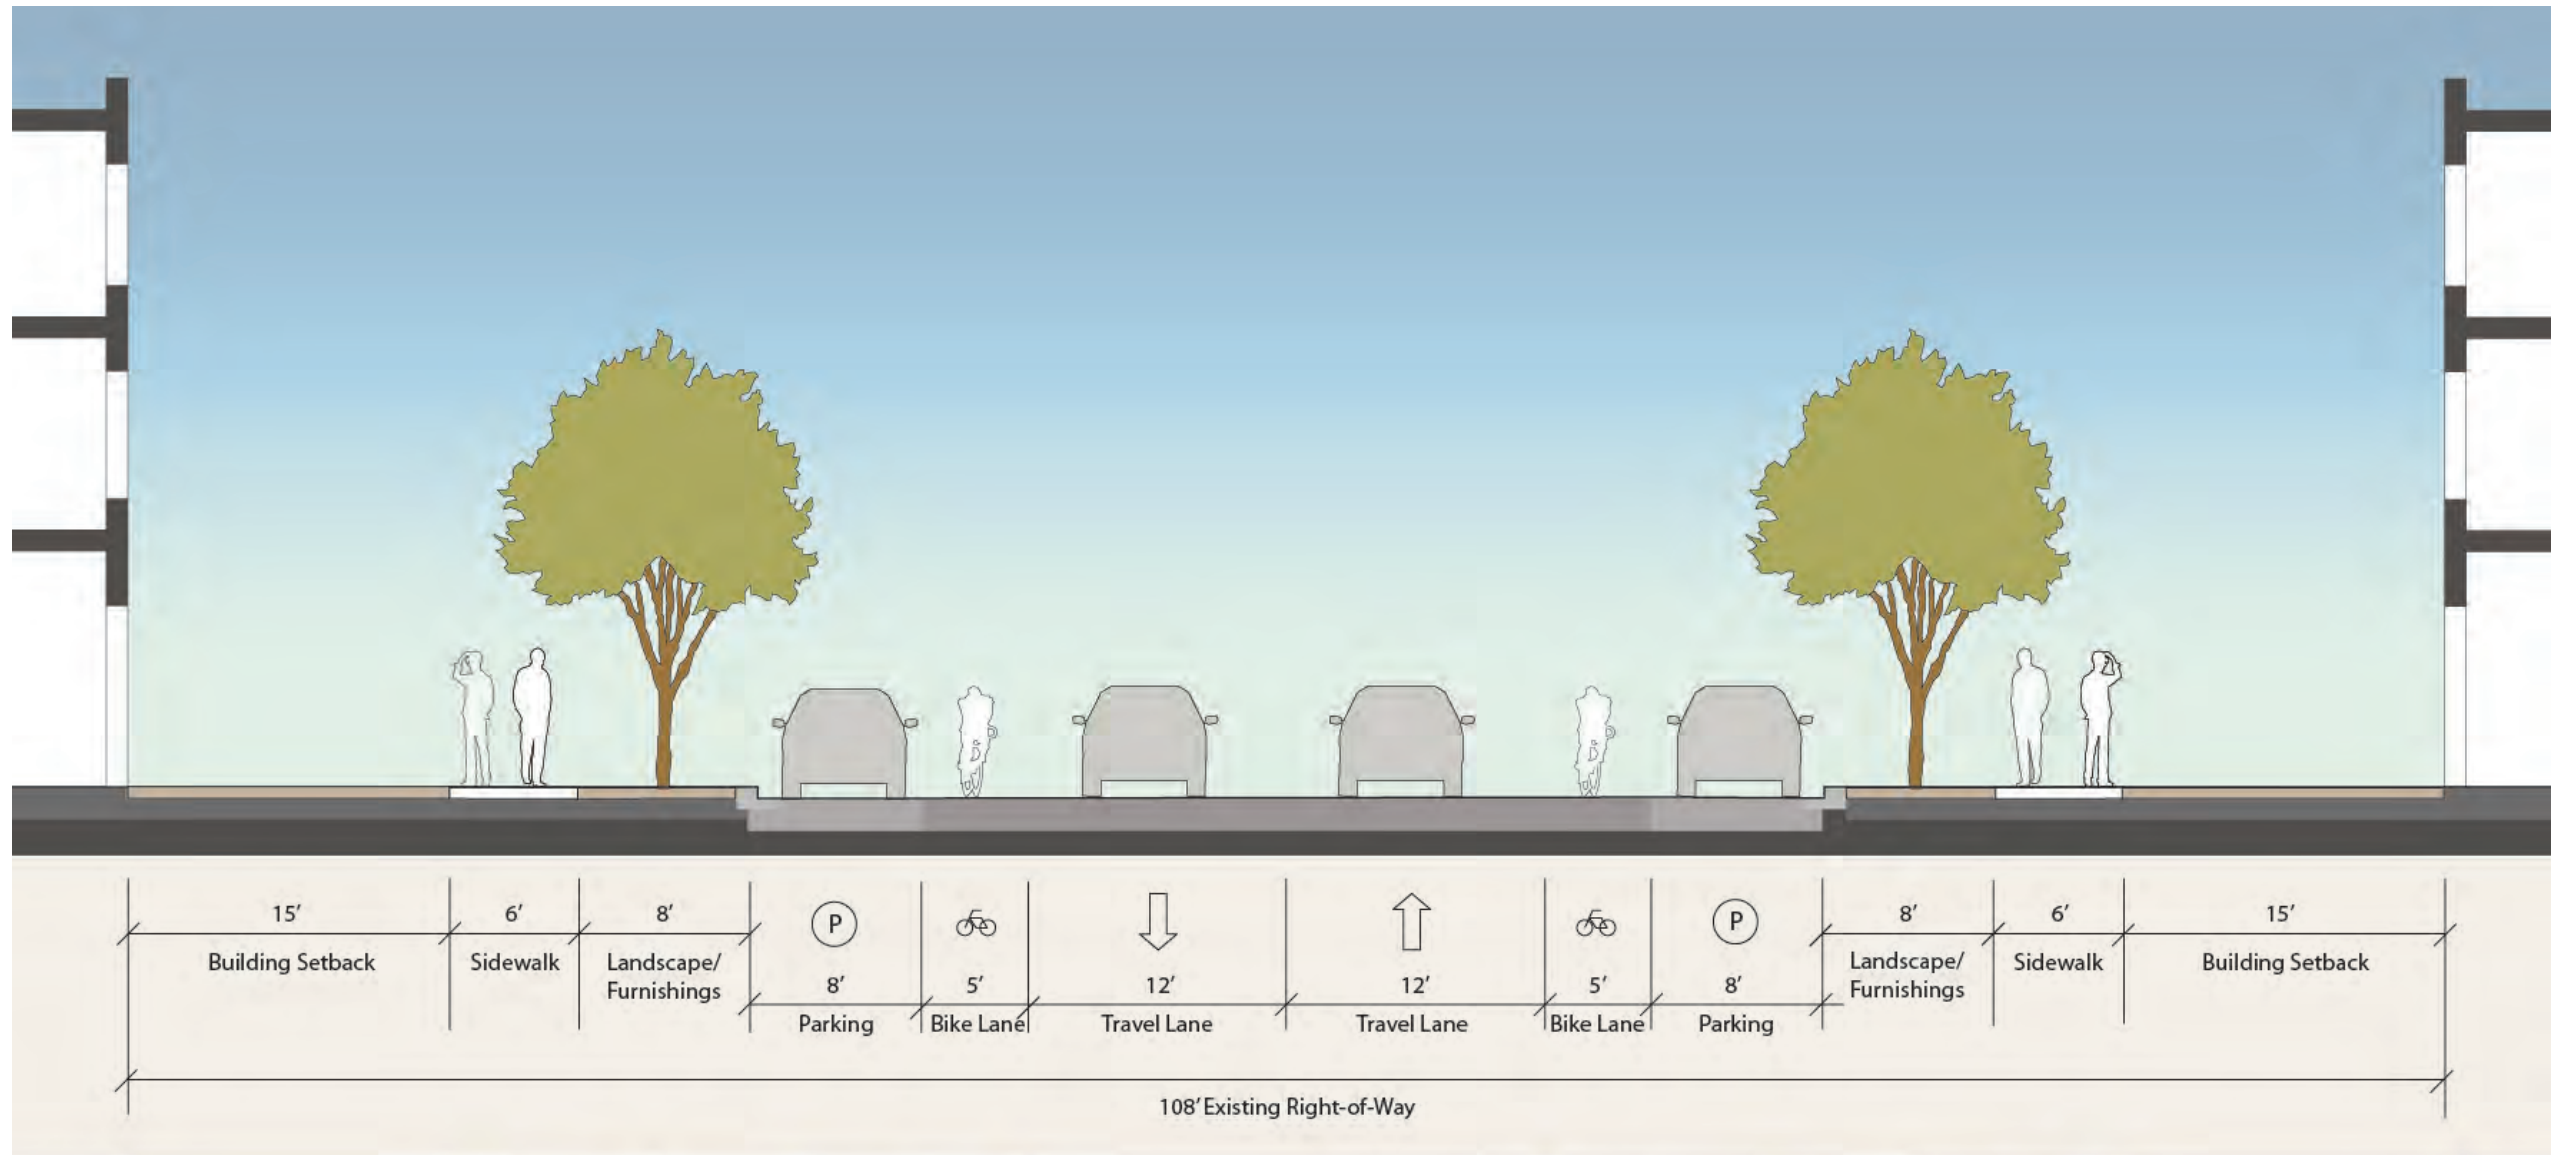 15’
Building Setback
6’
Sidewalk
8’
Landscape/
Furnishings
P
8’
Parking
5’
Bike Lane
12’
Travel Lane
12’
Travel Lane
5’
Bike Lane
P
8’
Parking
8’
Landscape/
Furnishings
6’
Sidewalk
15’
Building Setback
108’ Existing Right-of-Way